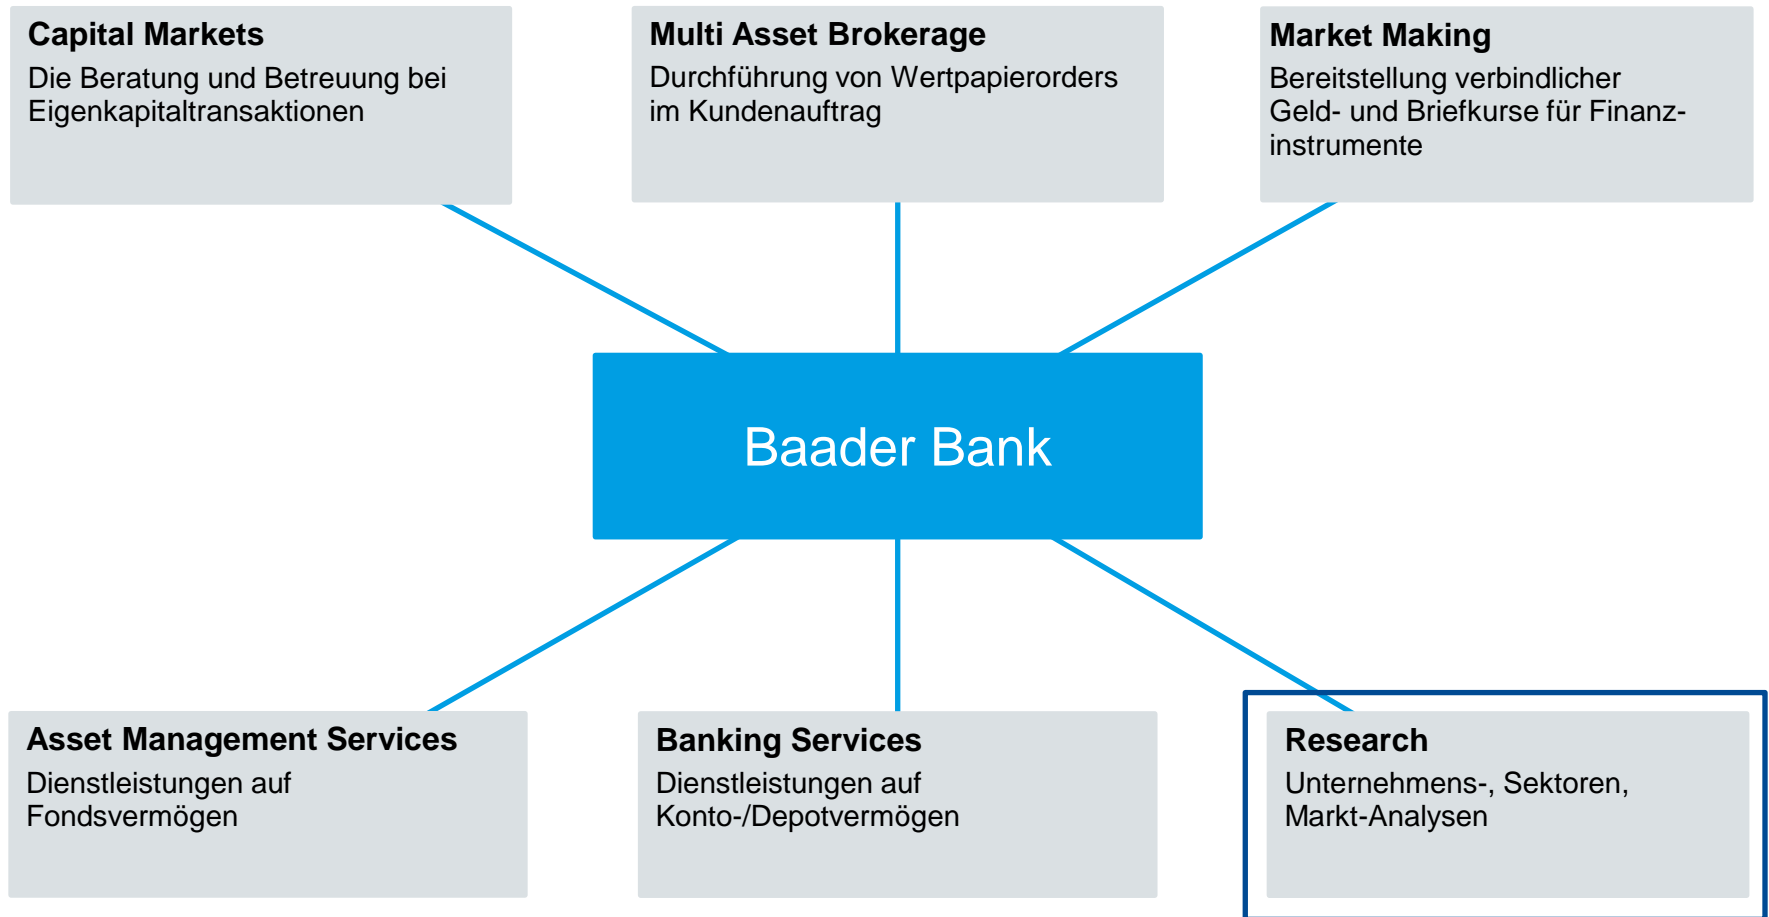 Capital Markets
Die Beratung und Betreuung bei
Eigenkapitaltransaktionen
Multi Asset Brokerage
Durchführung von Wertpapierorders
im Kundenauftrag
Market Making
Bereitstellung verbindlicher
Geld- und Briefkurse für Finanz-
instrumente
Baader Bank
Asset Management Services
Dienstleistungen auf
Fondsvermögen
Banking Services
Dienstleistungen auf
Konto-/Depotvermögen
Research
Unternehmens-, Sektoren,
Markt-Analysen